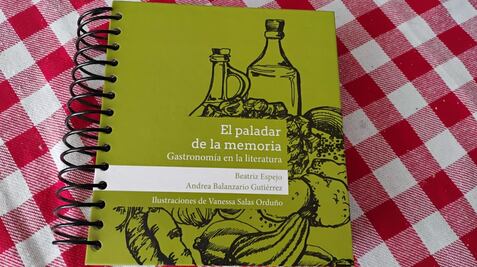 El paladar
de la memoria
Gastronomía en la literatura
Beatriz Espejo
Andrea Balanzario Gutiérrez
Ilustraciones de Vanessa Salas Orduño